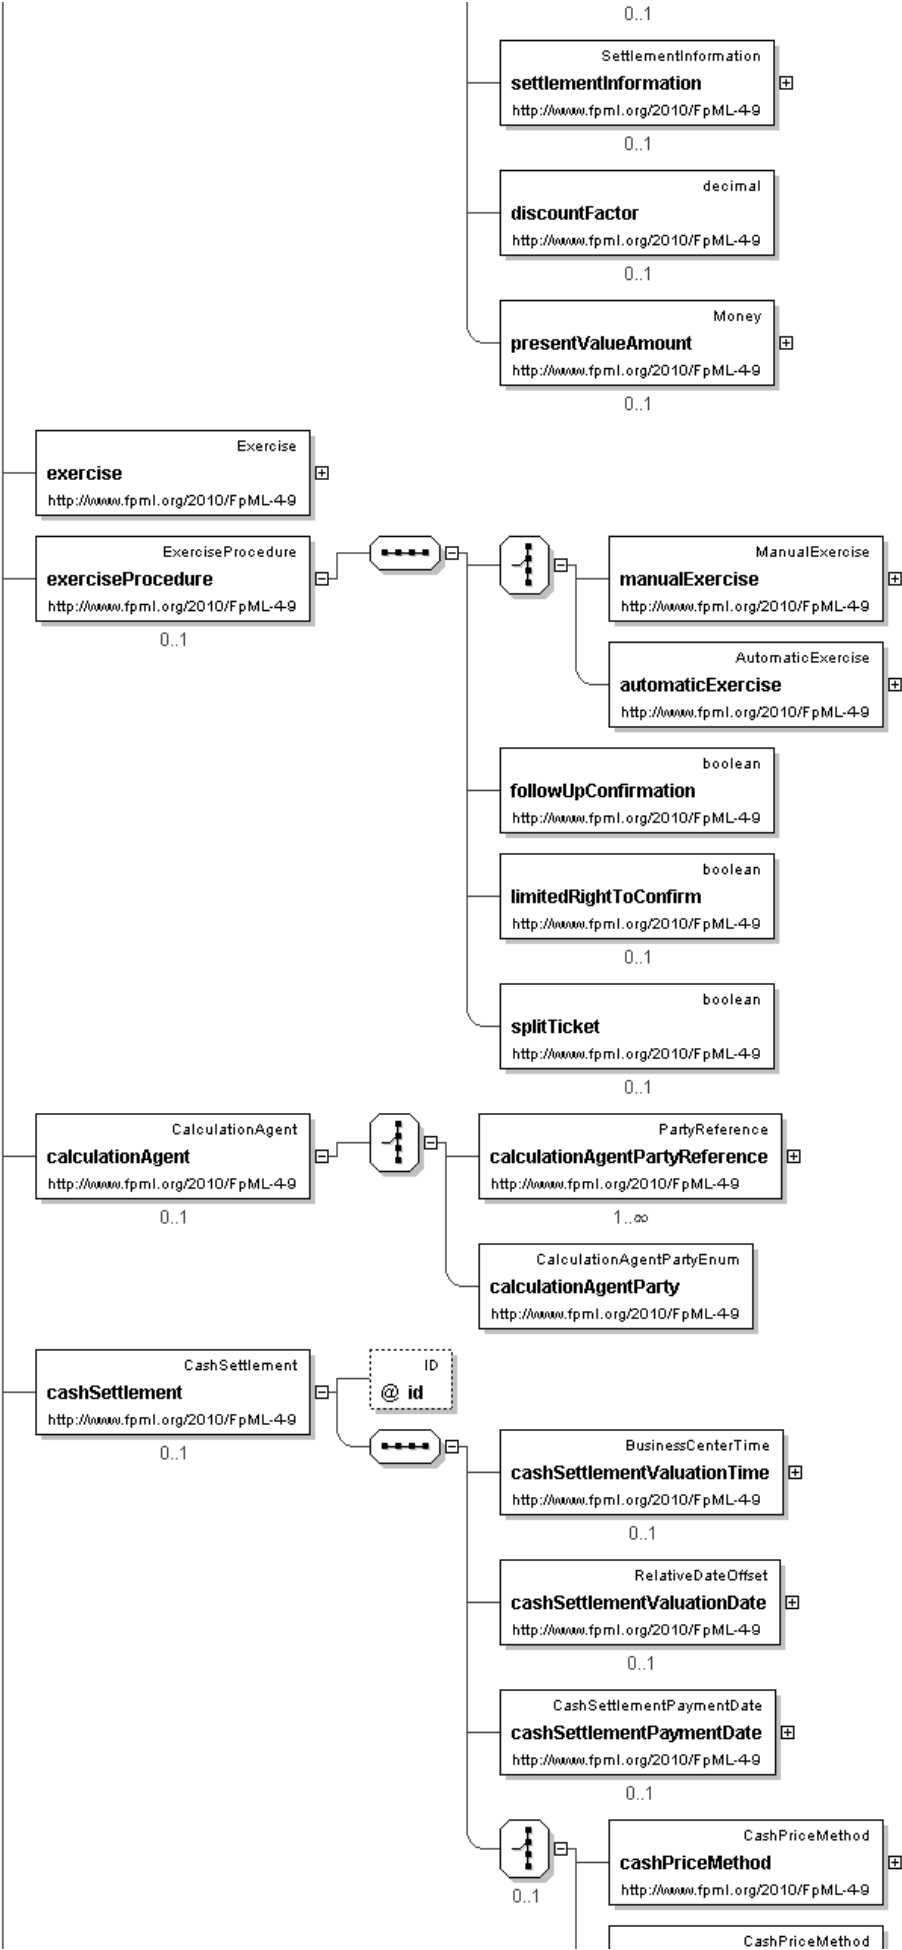 0..1
SettlementInformation
settlementInformation
http://www.fpml.org/2010/FpML-4-9
0..1
decimal
discountFactor
http://www.fpml.org/2010/FpML-4-9
0..1
Money
presentValueAmount
http://www.fpml.org/2010/FpML-4-9
0..1
Exercise
exercise
http://www.fpml.org/2010/FpML-4-9
ExerciseProcedure
exerciseProcedure
http://www.fpml.org/2010/FpML-4-9
0..1
ManualExercise
manualExercise
http://www.fpml.org/2010/FpML-4-9
AutomaticExercise
automaticExercise
http://www.fpml.org/2010/FpML-4-9
boolean
followUpConfirmation
http://www.fpml.org/2010/FpML-4-9
boolean
limitedRightToConfirm
http://www.fpml.org/2010/FpML-4-9
0..1
boolean
splitTicket
http://www.fpml.org/2010/FpML-4-9
0..1
CalculationAgent
calculationAgent
http://www.fpml.org/2010/FpML-4-9
0..1
PartyReference
calculationAgentPartyReference
http://www.fpml.org/2010/FpML-4-9
1..∞
CalculationAgentPartyEnum
calculationAgentParty
http://www.fpml.org/2010/FpML-4-9
CashSettlement
cashSettlement
http://www.fpml.org/2010/FpML-4-9
0..1
ID
@ id
BusinessCenterTime
cashSettlementValuationTime
http://www.fpml.org/2010/FpML-4-9
0..1
RelativeDateOffset
cashSettlementValuationDate
http://www.fpml.org/2010/FpML-4-9
0..1
CashSettlementPaymentDate
cashSettlementPaymentDate
http://www.fpml.org/2010/FpML-4-9
0..1
0..1
CashPriceMethod
cashPriceMethod
http://www.fpml.org/2010/FpML-4-9
CashPriceMethod